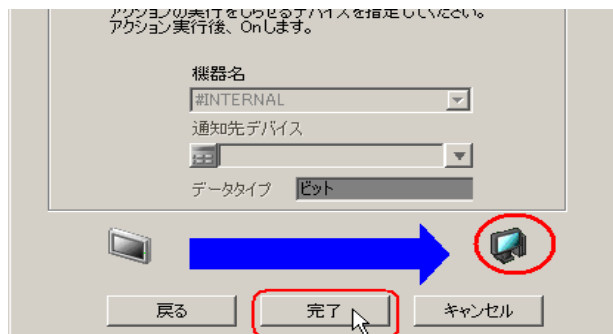 アクションの実行をしらせるデバイスを指定してください。
アクション実行後、Onします。
機器名
#INTERNAL
通知先デバイス
データタイプ ビット
戻る 完了 キャンセル